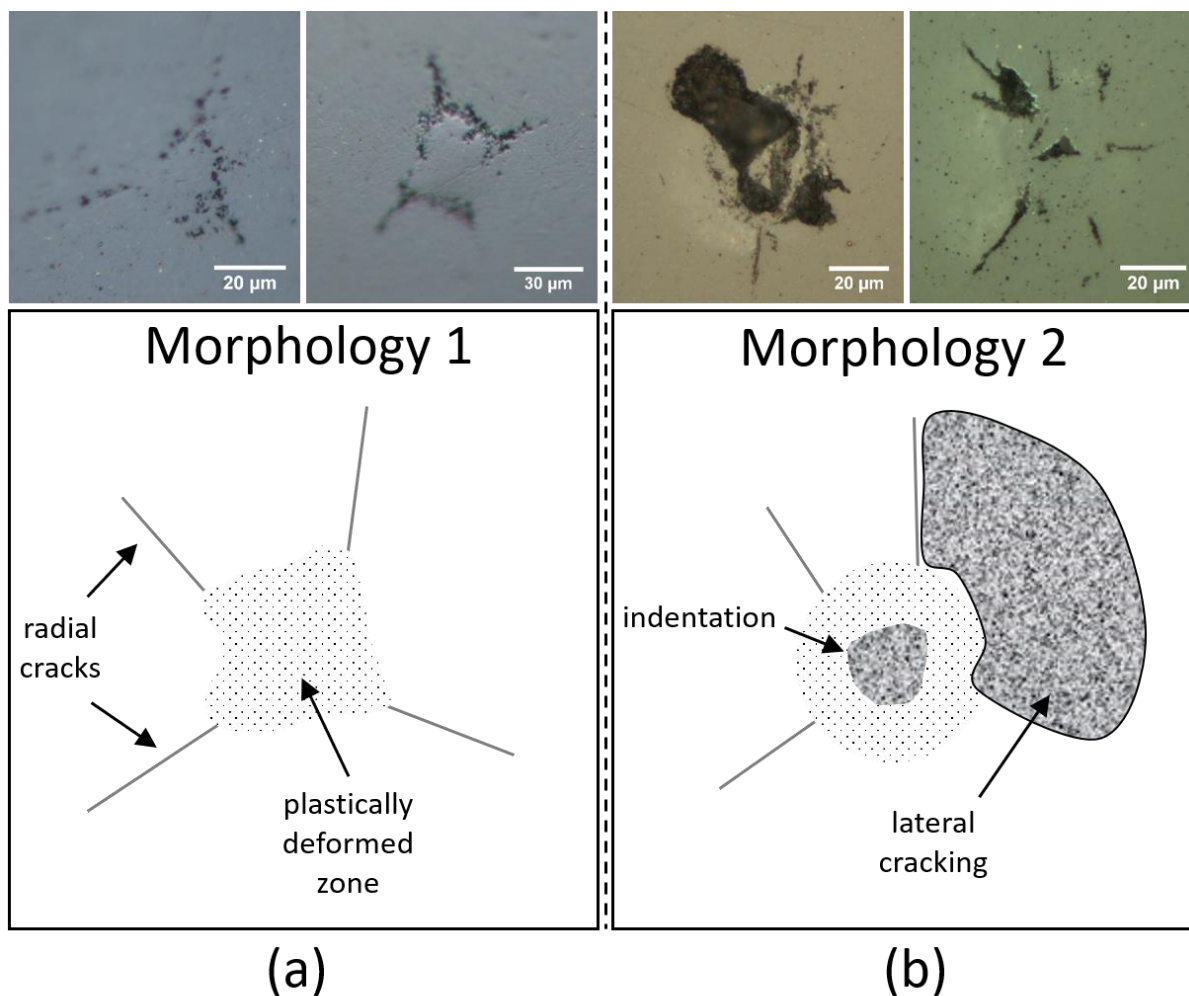 20 µm
30 µm
20 µm
20 µm
Morphology 1
Morphology 2
radial
cracks
plastically
deformed
zone
indentation
lateral
cracking
(a)
(b)